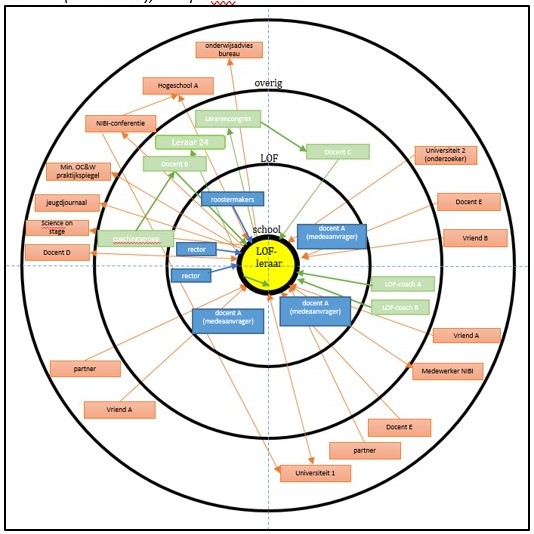 onderwijsadvies
bureau
overig
Hogeschool A
NIBI-conferentie
Lerarencongres
Leraar 24
Docent C
LOF
Docent B
Universiteit 2
(onderzoeker)
Min. OC&W
praktijkspiegel
jeugdjournaal
roostermakers
Docent E
Science on
stage
school
docent A
(medeaanvrager)
Vriend B
Docent D
rector
LOF-
leraar
rector
LOF-coach A
docent A
(medeaanvrager)
LOF-coach B
docent A
(medeaanvrager)
Vriend A
partner
Medewerker NIBI
Vriend A
Docent E
partner
Universiteit 1